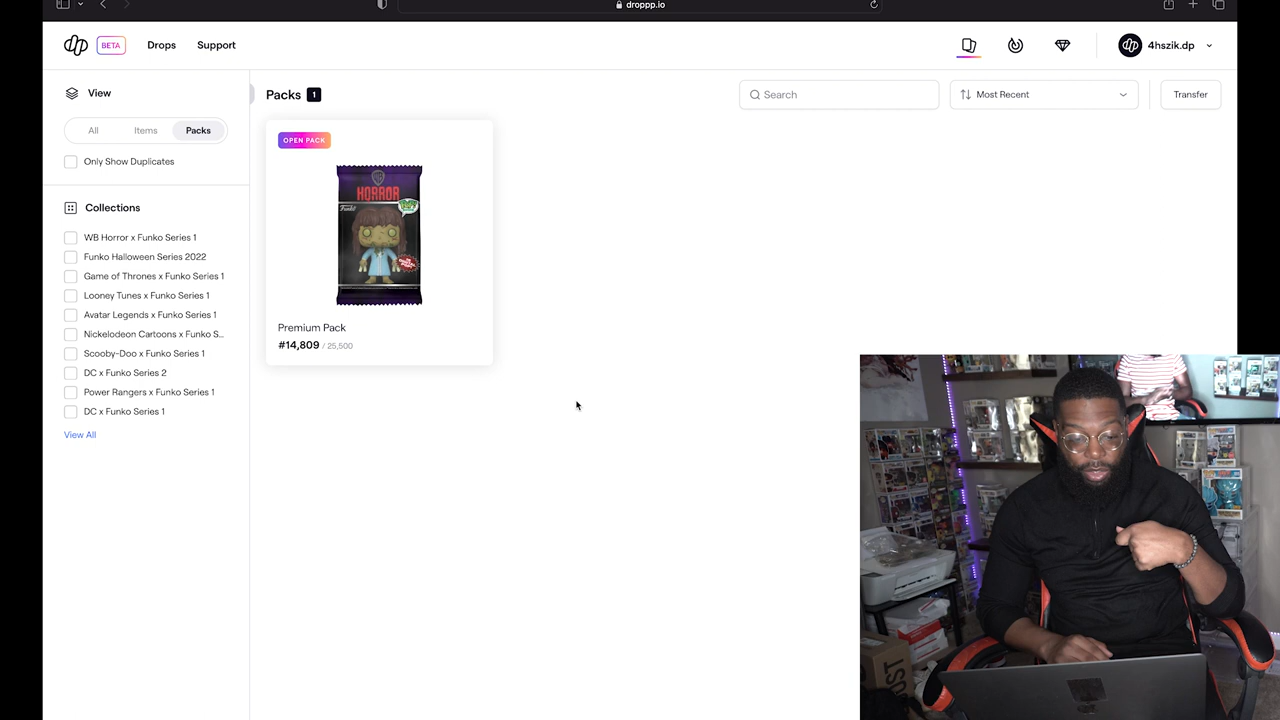 droppp.io
dp
BETA
Drops
Support
dp
4hszik.dp
View
All
Items
Packs
Only Show Duplicates
Collections
WB Horror x Funko Series 1
Funko Halloween Series 2022
Game of Thrones x Funko Series 1
Looney Tunes x Funko Series 1
Avatar Legends x Funko Series 1
Nickelodeon Cartoons x Funko S...
Scooby-Doo x Funko Series 1
DC x Funko Series 2
Power Rangers x Funko Series 1
DC x Funko Series 1
View All
Packs 1
Search
Most Recent
Transfer
OPEN PACK
WB
HORROR
Funko
Premium Pack
#14,809 / 25,500